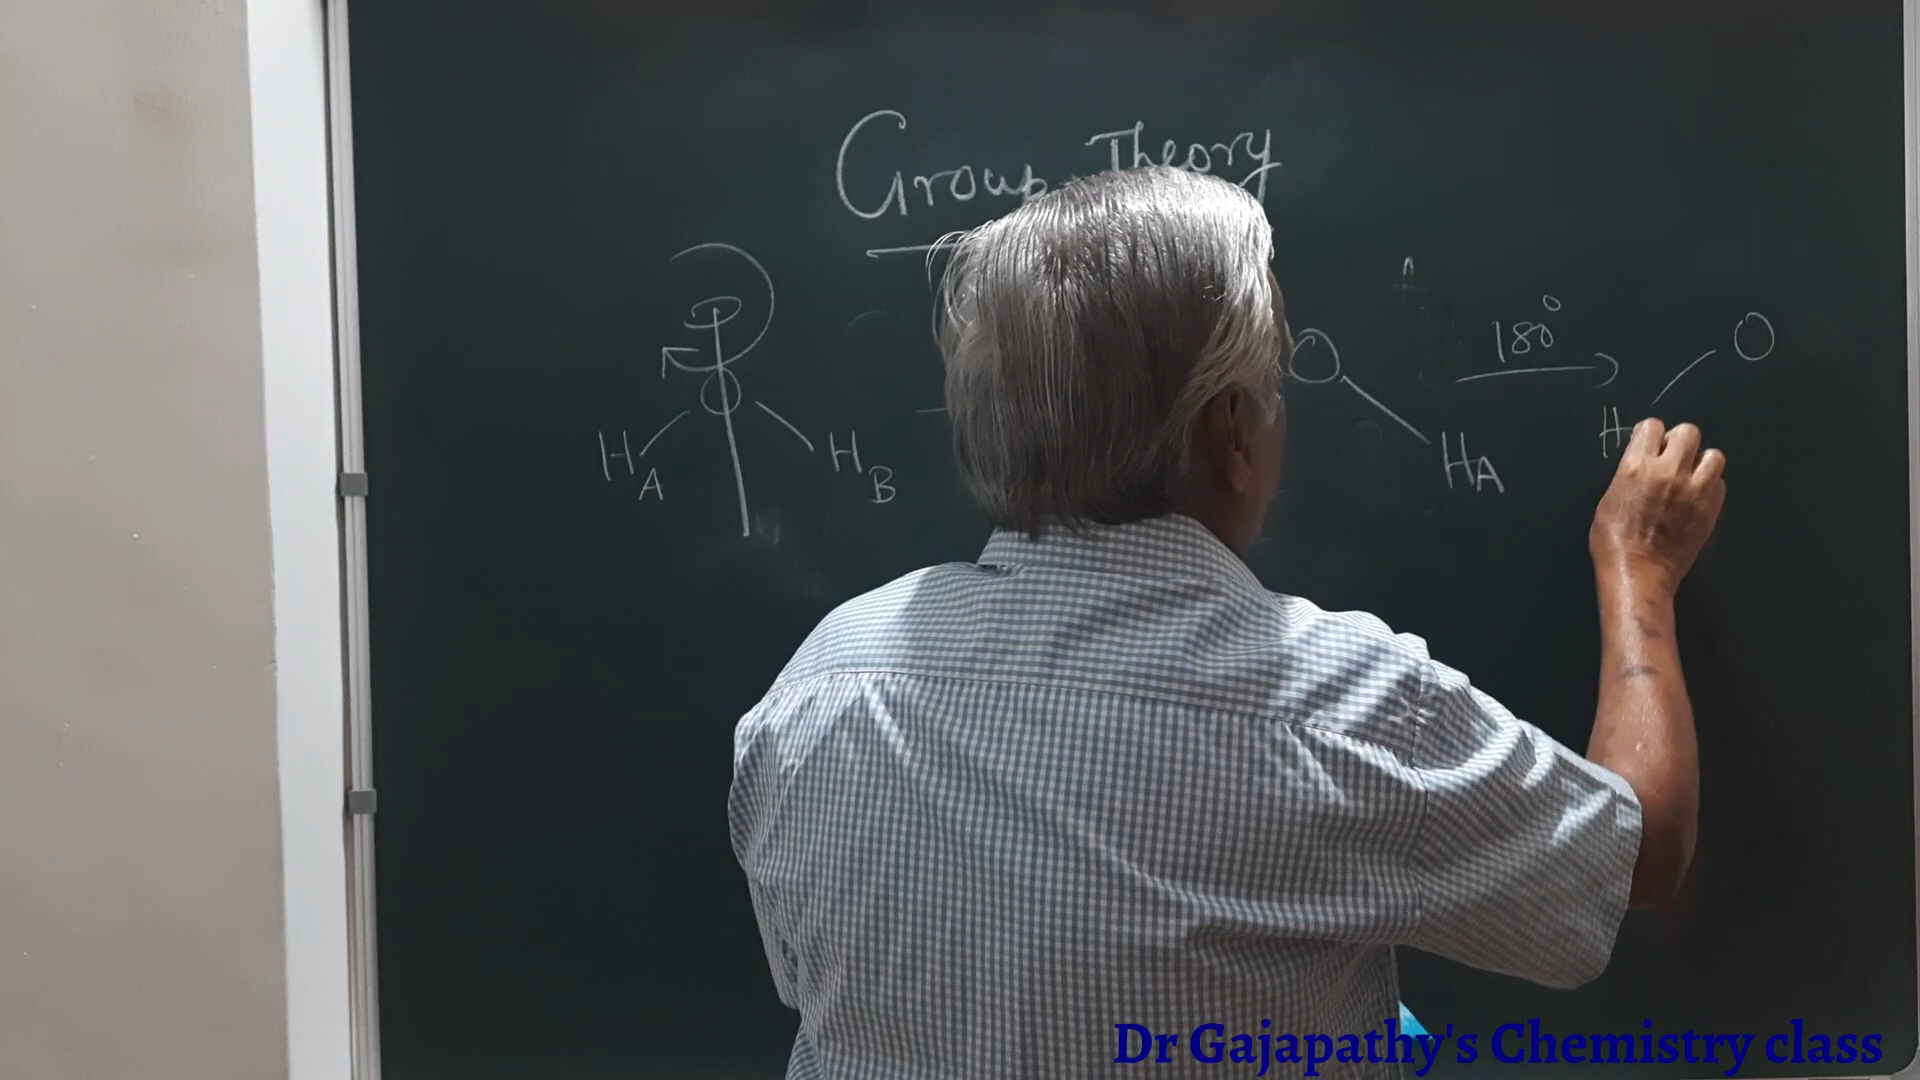 Group Theory
180°
O O O
H A H B H A H
Dr Gajapathy's Chemistry class